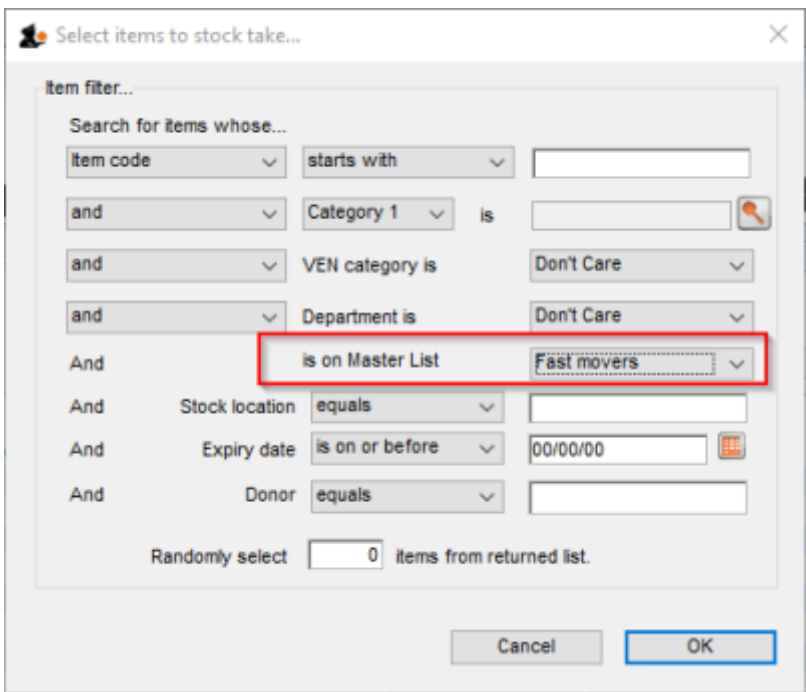 Select items to stock take...
Item filter...
Search for items whose...
Item code starts with
and Category 1 is
and VEN category is Don't Care
and Department is Don't Care
And is on Master List Fast movers
And Stock location equals
And Expiry date is on or before 00/00/00
And Donor equals
Randomly select 0 items from returned list.
Cancel OK